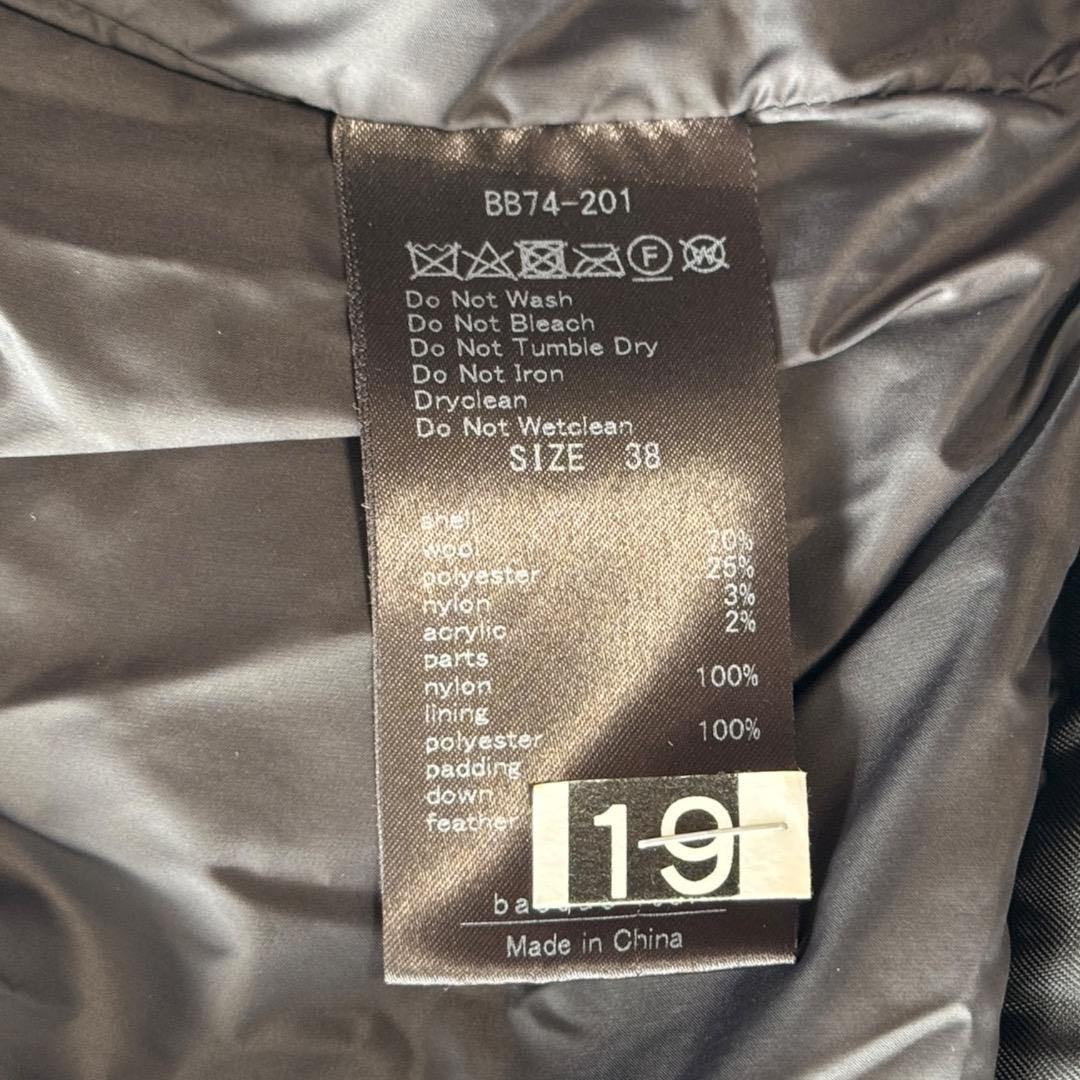 BB74-201
F W
Do Not Wash
Do Not Bleach
Do Not Tumble Dry
Do Not Iron
Dryclean
Do Not Wetclean
SIZE 38
shell
wool 70%
polyester 25%
nylon 3%
acrylic 2%
parts
nylon 100%
lining
polyester 100%
padding
down
feather
19
Made in China